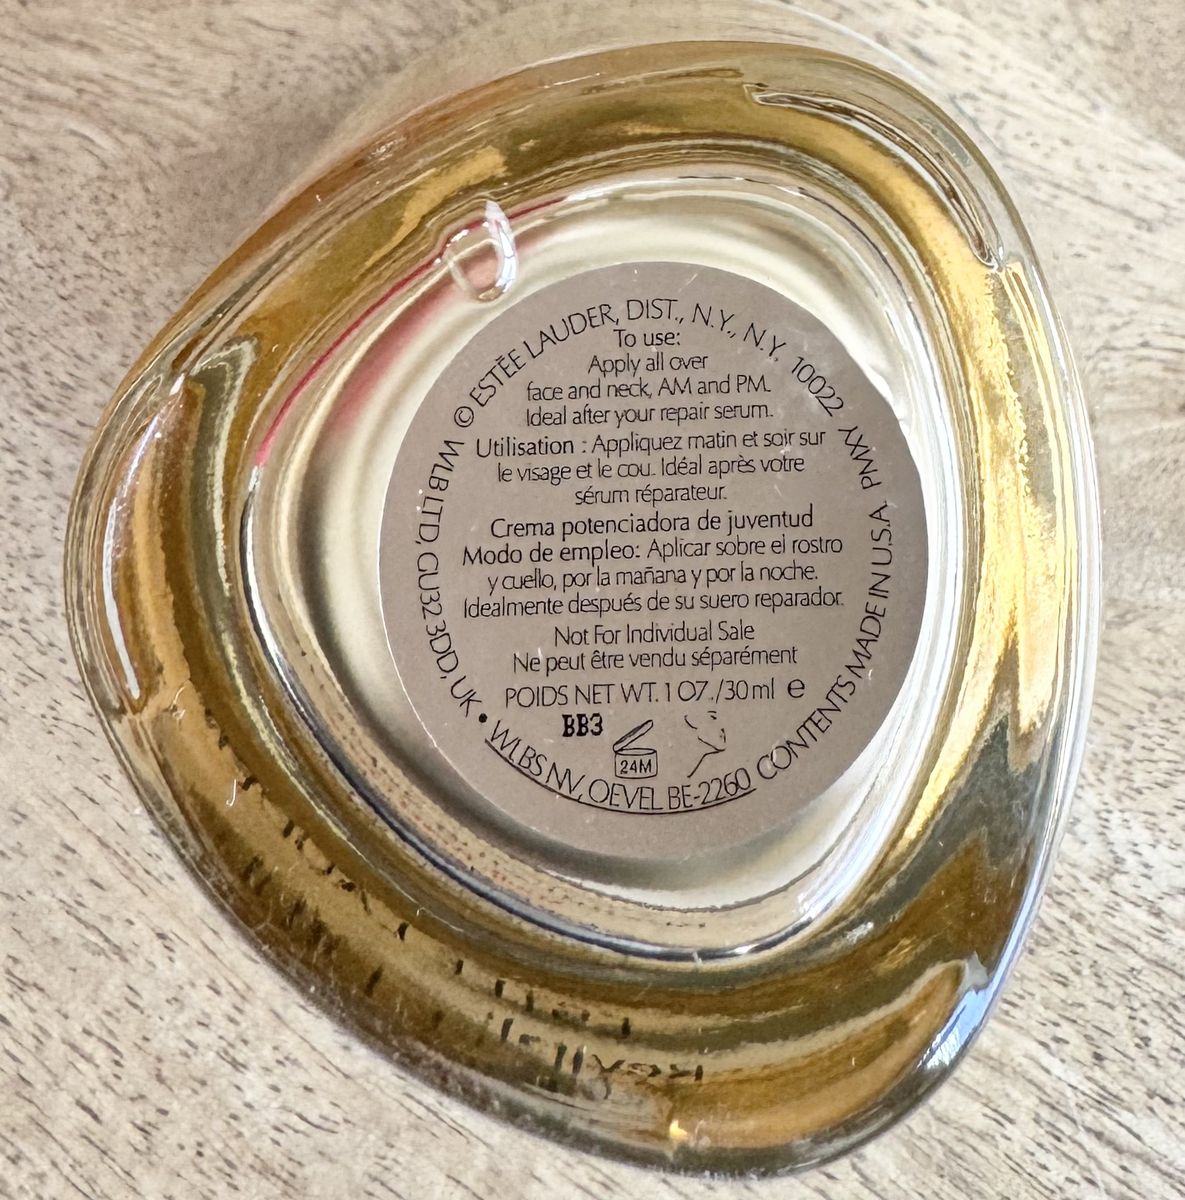 © ESTĒE LAUDER, DIST., N.Y., N.Y. 10022
To use:
Apply all over
face and neck, AM and PM.
Ideal after your repair serum.
Utilisation : Appliquez matin et soir sur
le visage et le cou. Idéal après votre
sérum réparateur.
Crema potenciadora de juventud
Modo de empleo: Aplicar sobre el rostro
y cuello, por la mañana y por la noche.
Idealmente después de su suero reparador.
Not For Individual Sale
Ne peut être vendu séparément
POIDS NET WT. 1 OZ./30 ml e
BB3
24M
WLB LTD, GU32 3DD, UK •
WLBS NV, OEVEL BE-2260
CONTENTS MADE IN U.S.A. PMXY